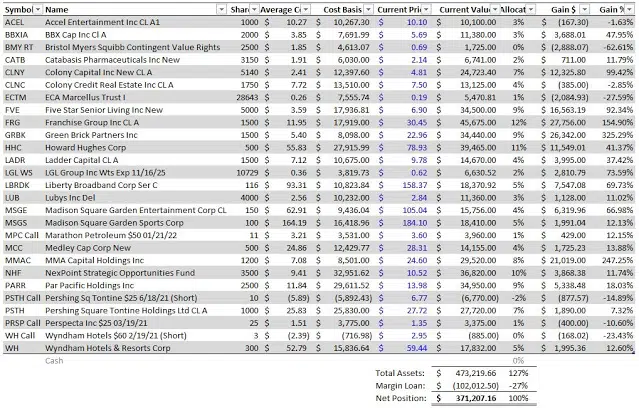 Symbol Name Share Average Co Cost Basis Current Pri Current Value Allocat Gain $ Gain %
ACEL Accel Entertainment Inc CL A1 1000 $ 10.27 $ 10,267.30 $ 10.10 $ 10,100.00 3% $ (167.30) -1.63%
BBXIA BBX Cap Inc Cl A 2000 $ 3.85 $ 7,691.99 $ 5.69 $ 11,380.00 3% $ 3,688.01 47.95%
BMY RT Bristol Myers Squibb Contingent Value Rights 2500 $ 1.85 $ 4,613.07 $ 0.69 $ 1,725.00 0% $ (2,888.07) -62.61%
CATB Catabasis Pharmaceuticals Inc New 3150 $ 1.91 $ 6,030.00 $ 2.14 $ 6,741.00 2% $ 711.00 11.79%
CLNY Colony Capital Inc New CL A 5140 $ 2.41 $ 12,397.60 $ 4.81 $ 24,723.40 7% $ 12,325.80 99.42%
CLNC Colony Credit Real Estate Inc CL A 1750 $ 7.72 $ 13,510.00 $ 7.50 $ 13,125.00 4% $ (385.00) -2.85%
ECTM ECA Marcellus Trust I 28643 $ 0.26 $ 7,555.74 $ 0.19 $ 5,470.81 1% $ (2,084.93) -27.59%
FVE Five Star Senior Living Inc New 5000 $ 3.59 $ 17,936.81 $ 6.90 $ 34,500.00 9% $ 16,563.19 92.34%
FRG Franchise Group Inc CL A 1500 $ 11.95 $ 17,919.00 $ 30.45 $ 45,675.00 12% $ 27,756.00 154.90%
GRBK Green Brick Partners Inc 1500 $ 5.40 $ 8,098.00 $ 22.96 $ 34,440.00 9% $ 26,342.00 325.29%
HHC Howard Hughes Corp 500 $ 55.83 $ 27,915.99 $ 78.93 $ 39,465.00 11% $ 11,549.01 41.37%
LADR Ladder Capital CL A 1500 $ 7.12 $ 10,675.00 $ 9.78 $ 14,670.00 4% $ 3,995.00 37.42%
LGL WS LGL Group Inc Wts Exp 11/16/25 10729 $ 0.36 $ 3,819.73 $ 0.62 $ 6,630.52 2% $ 2,810.79 73.59%
LBRDK Liberty Broadband Corp Ser C 116 $ 93.31 $ 10,823.84 $ 158.37 $ 18,370.92 5% $ 7,547.08 69.73%
LUB Lubys Inc Del 4000 $ 2.56 $ 10,232.00 $ 2.84 $ 11,360.00 3% $ 1,128.00 11.02%
MSGE Madison Square Garden Entertainment Corp CL 150 $ 62.91 $ 9,436.04 $ 105.04 $ 15,756.00 4% $ 6,319.96 66.98%
MSGS Madison Square Garden Sports Corp 100 $ 164.19 $ 16,418.96 $ 184.10 $ 18,410.00 5% $ 1,991.04 12.13%
MPC Call Marathon Petroleum $50 01/21/22 11 $ 3.21 $ 3,531.00 $ 3.60 $ 3,960.00 1% $ 429.00 12.15%
MCC Medley Cap Corp New 500 $ 24.86 $ 12,429.77 $ 28.31 $ 14,155.00 4% $ 1,725.23 13.88%
MMAC MMA Capital Holdings Inc 1200 $ 7.08 $ 8,501.00 $ 24.60 $ 29,520.00 8% $ 21,019.00 247.25%
NHF NexPoint Strategic Opportunities Fund 3500 $ 9.41 $ 32,951.62 $ 10.52 $ 36,820.00 10% $ 3,868.38 11.74%
PARR Par Pacific Holdings Inc 2500 $ 11.84 $ 29,611.52 $ 13.98 $ 34,950.00 9% $ 5,338.48 18.03%
PSTH Call Pershing Sq Tontine $25 6/18/21 (Short) 10 $ (5.89) $ (5,892.43) $ 6.77 $ (6,770.00) -2% $ (877.57) -14.89%
PSTH Pershing Square Tontine Holdings Ltd CL A 1000 $ 25.83 $ 25,830.00 $ 27.72 $ 27,720.00 7% $ 1,890.00 7.32%
PRSP Call Perspecta Inc $25 03/19/21 25 $ 1.51 $ 3,775.00 $ 1.35 $ 3,375.00 1% $ (400.00) -10.60%
WH Call Wyndham Hotels $60 2/19/21 (Short) 3 $ (2.39) $ (716.98) $ 2.95 $ (885.00) 0% $ (168.02) -23.43%
WH Wyndham Hotels & Resorts Corp 300 $ 52.79 $ 15,836.64 $ 59.44 $ 17,832.00 5% $ 1,995.36 12.60%
Cash 0%
Total Assets: $ 473,219.66 127%
Margin Loan: $ (102,012.50) -27%
Net Position: $ 371,207.16 100%